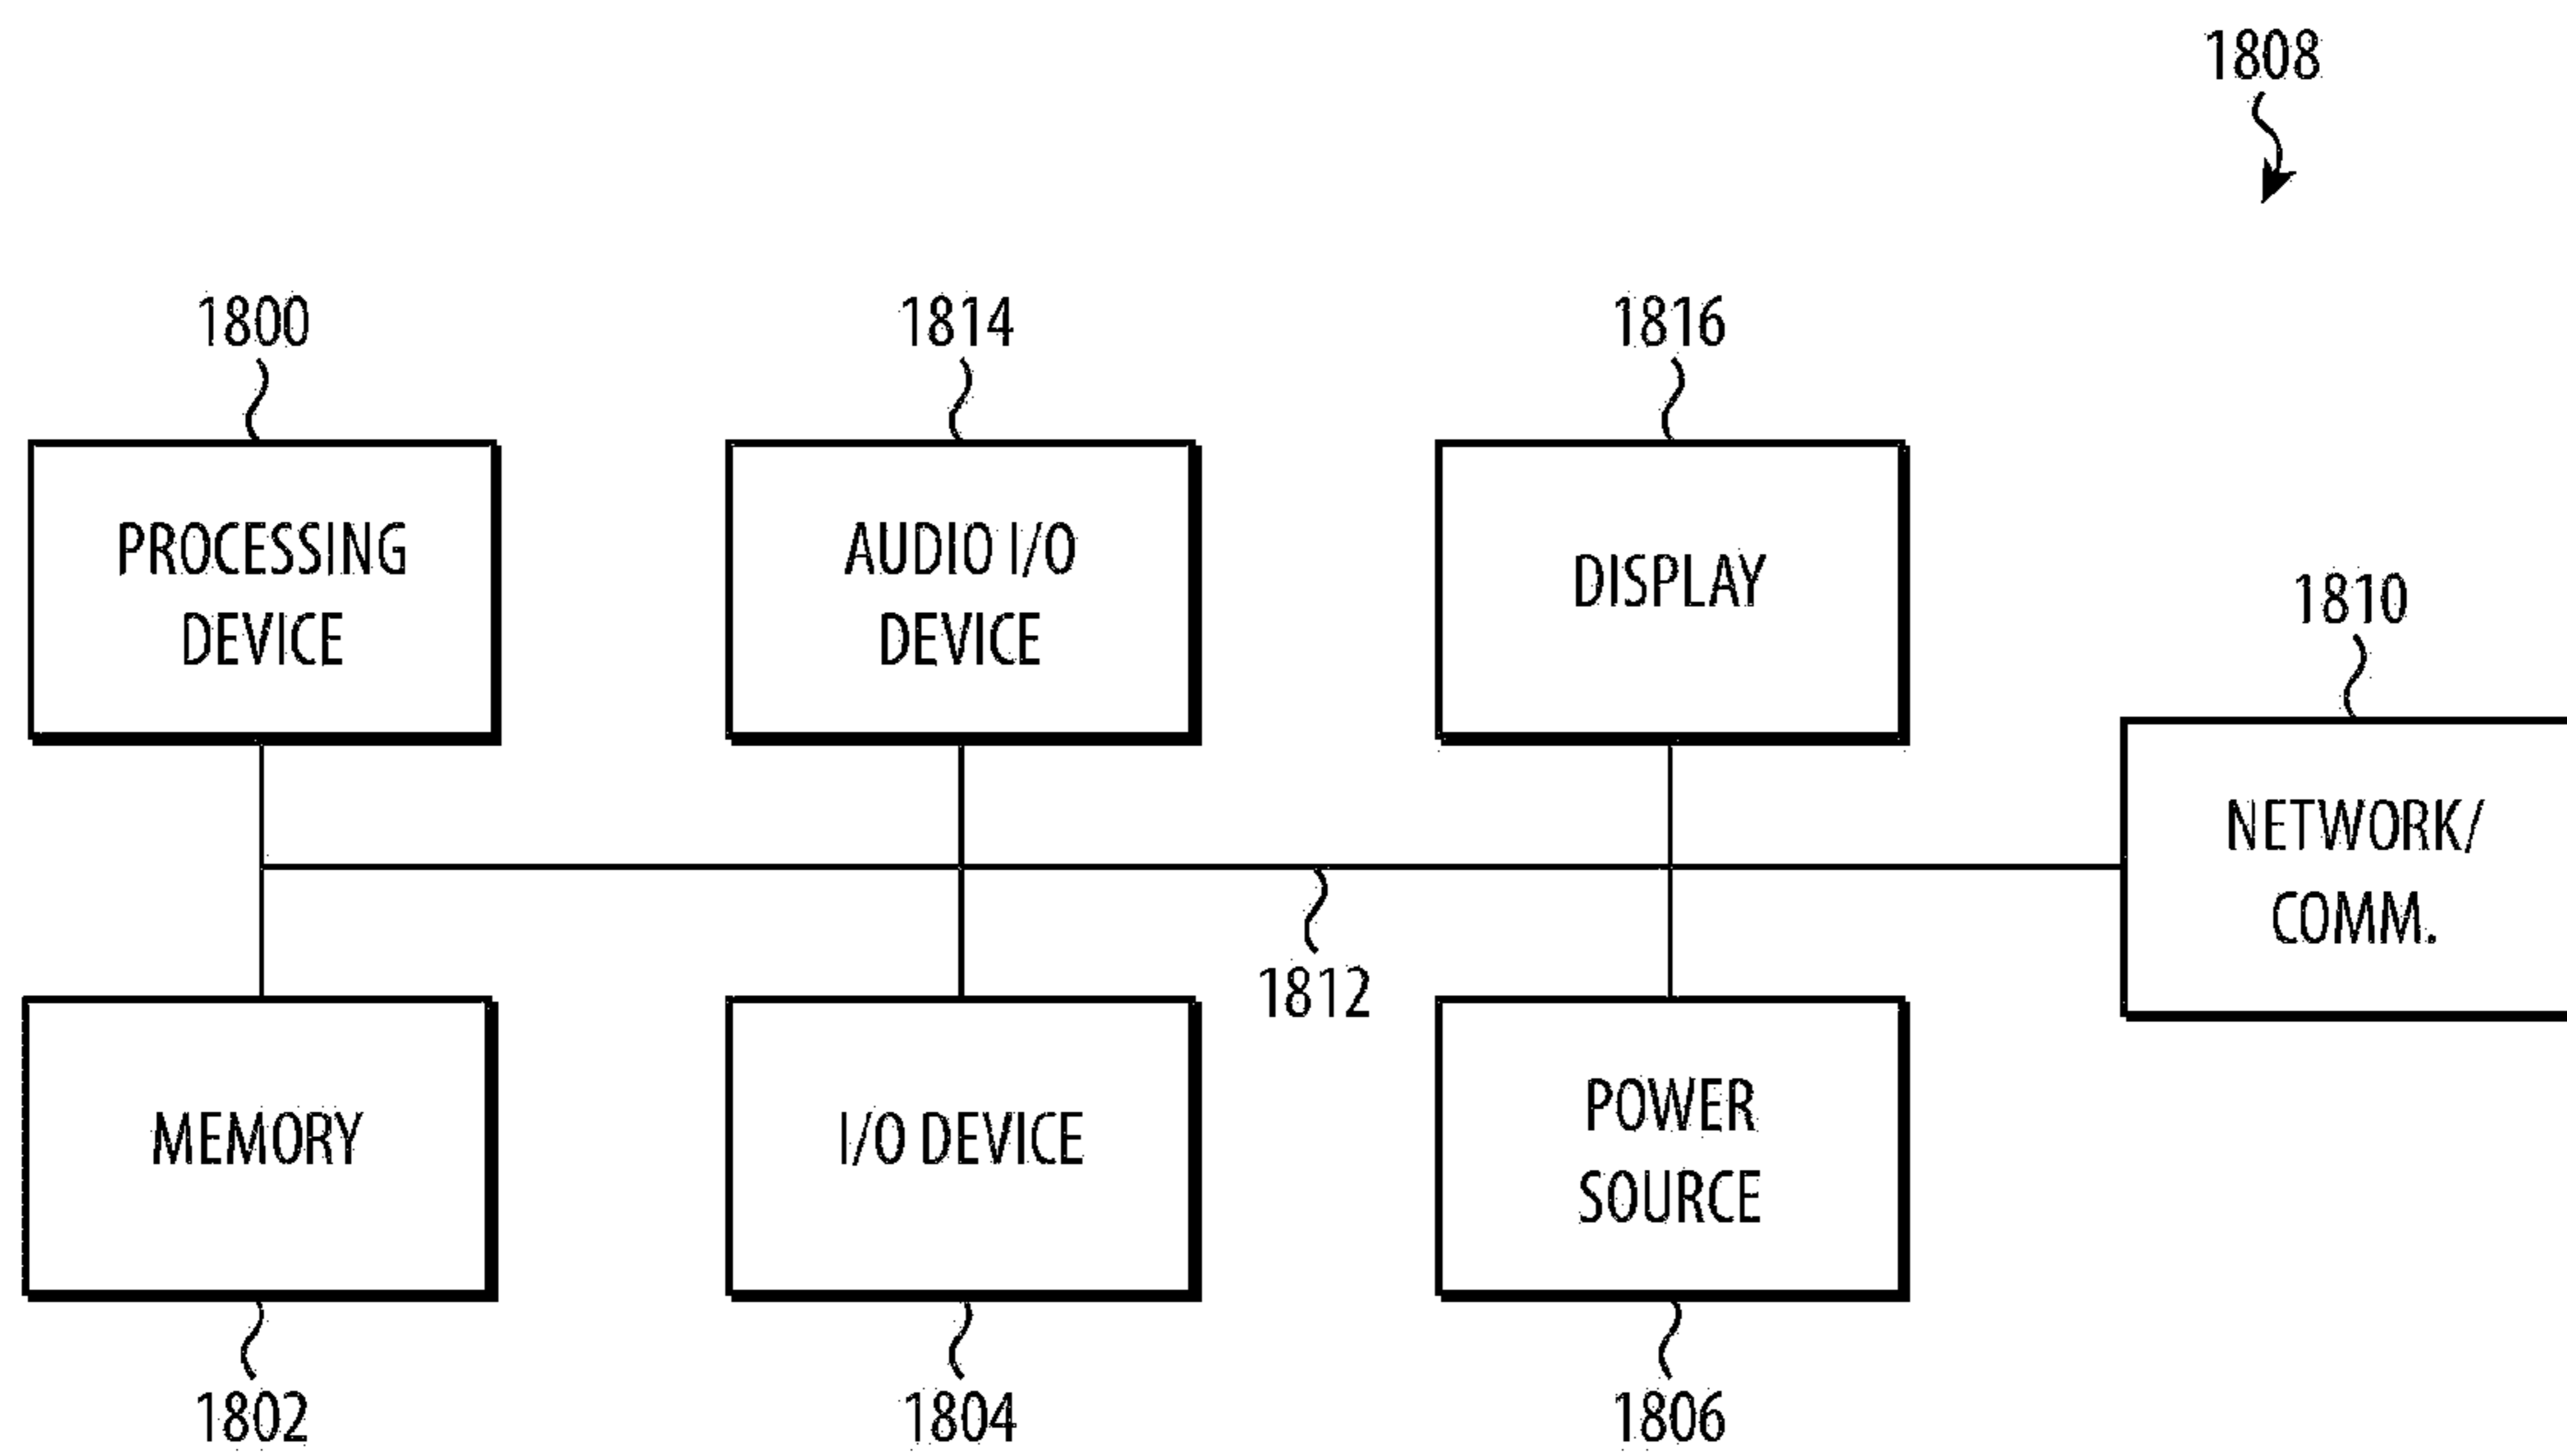 1808
1800
1814
1816
PROCESSING
DEVICE
AUDIO I/O
DEVICE
DISPLAY
1810
NETWORK/
COMM.
1812
MEMORY
I/O DEVICE
POWER
SOURCE
1802
1804
1806